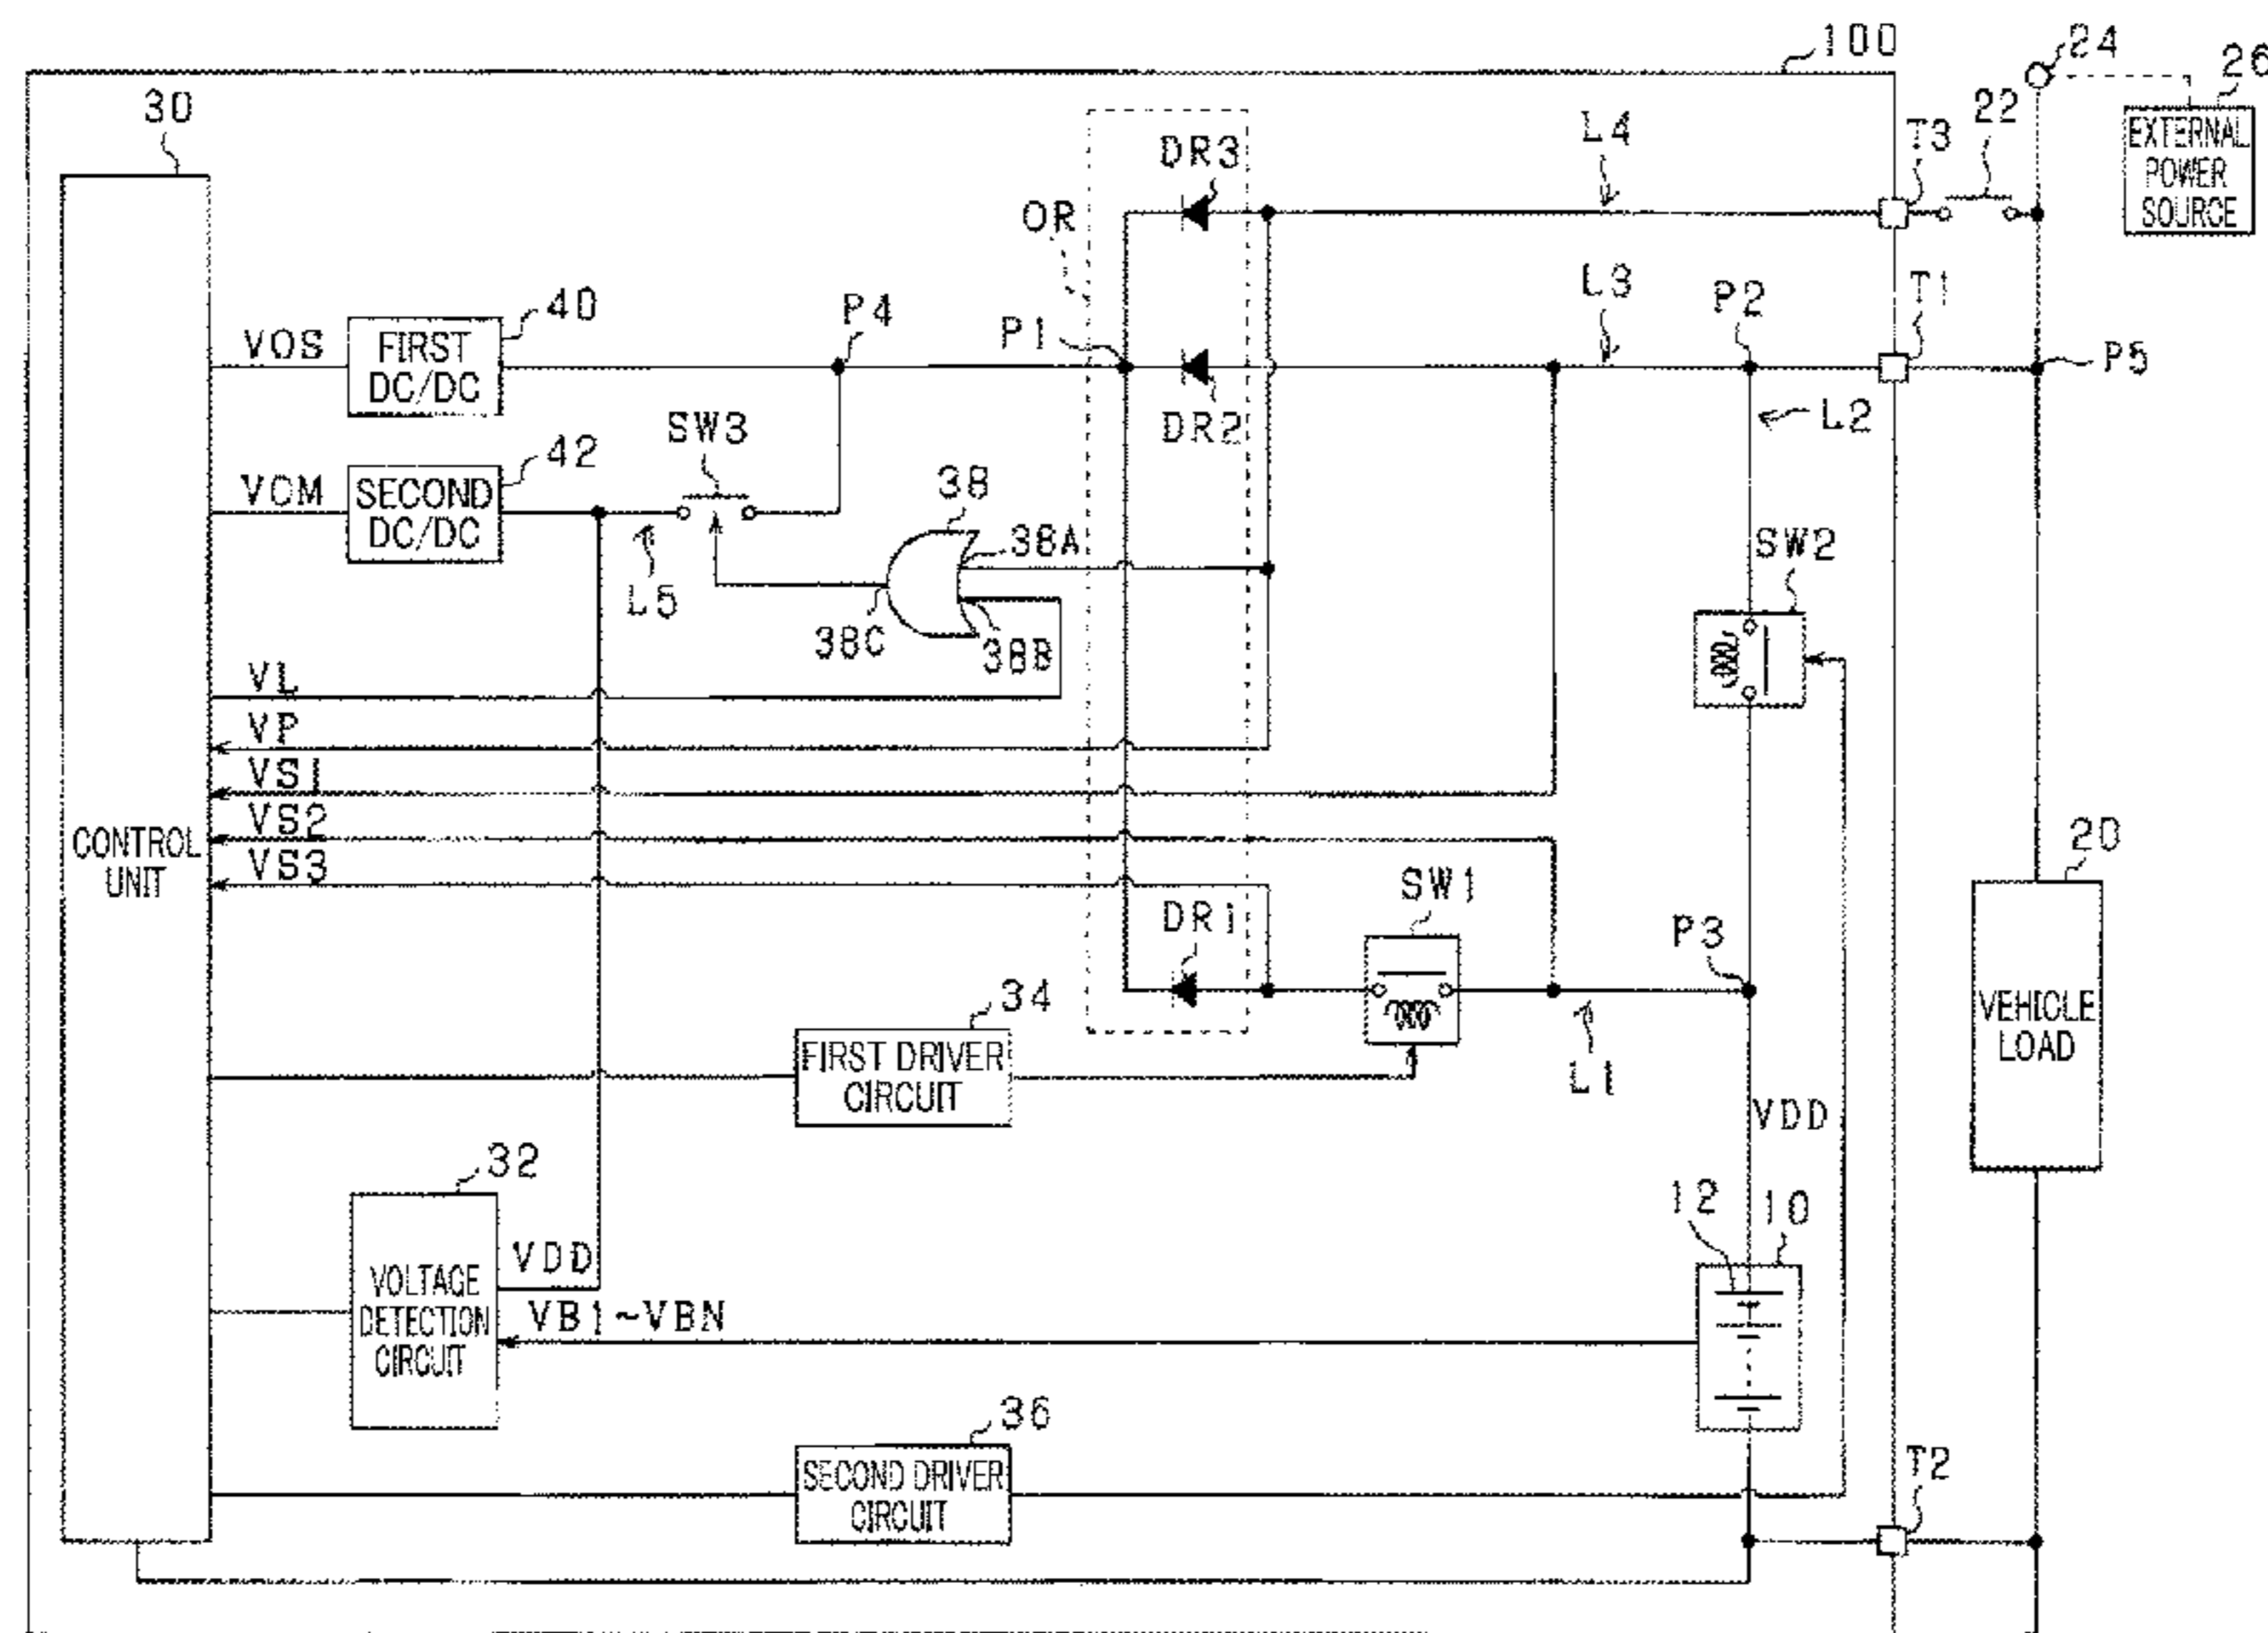 100
24
26
30
22
T3
EXTERNAL
POWER
SOURCE
L4
DR3
OR
T1
L3
P2
40
P4
P1
VOS
FIRST
DC/DC
P5
L2
DR2
SW3
42
VCM
SECOND
DC/DC
38
38A
SW2
L5
38C
38B
VL
VP
VS1
VS2
20
CONTROL
UNIT
VS3
SW1
DR1
P3
34
VEHICLE
LOAD
FIRST DRIVER
CIRCUIT
L1
VDD
32
12
10
VDD
VOLTAGE
DETECTION
CIRCUIT
VB1~VBN
36
T2
SECOND DRIVER
CIRCUIT